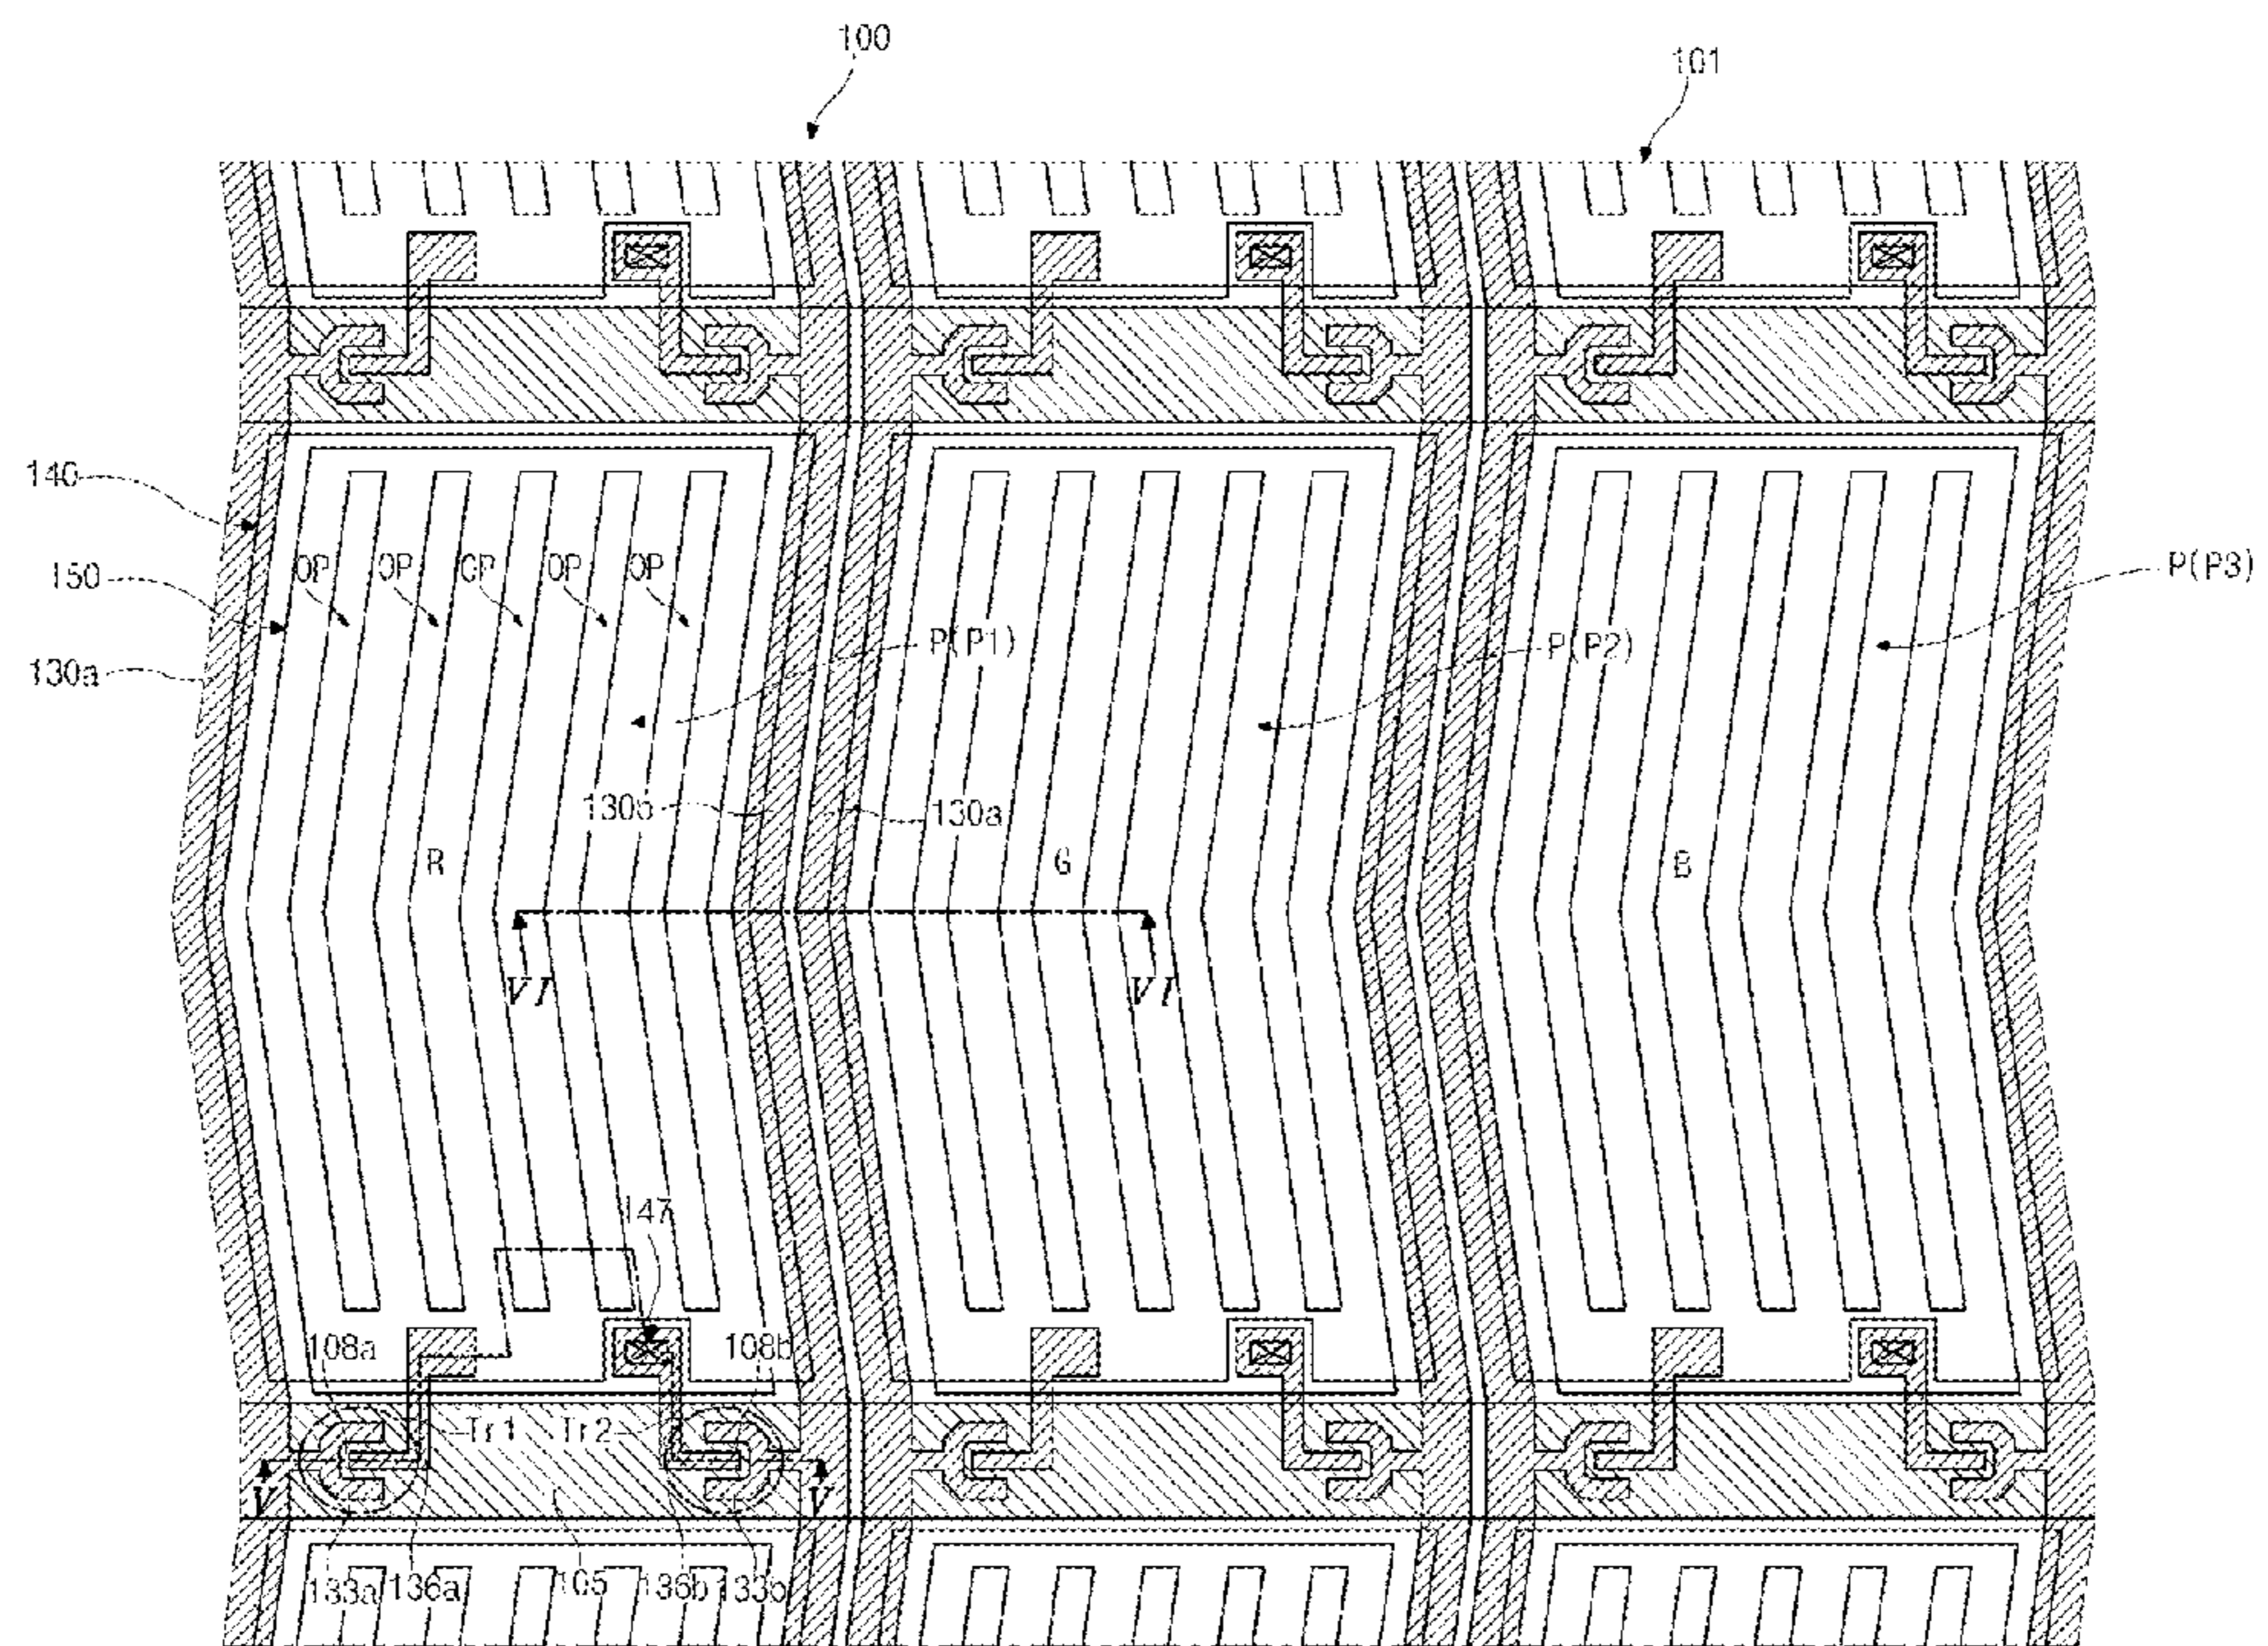 100
101
140
150
130a
OP OP OP OP OP
P(P1)
P(P2)
P(P3)
130b
130a
R
G
B
VI
VI
147
108a
108b
Tr1
Tr2
V
V
133a
136a
105
136b
133b